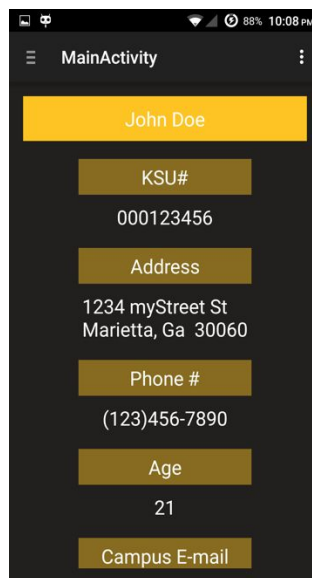 88% 10:08 PM
MainActivity
John Doe
KSU#
000123456
Address
1234 myStreet St
Marietta, Ga  30060
Phone #
(123)456-7890
Age
21
Campus E-mail